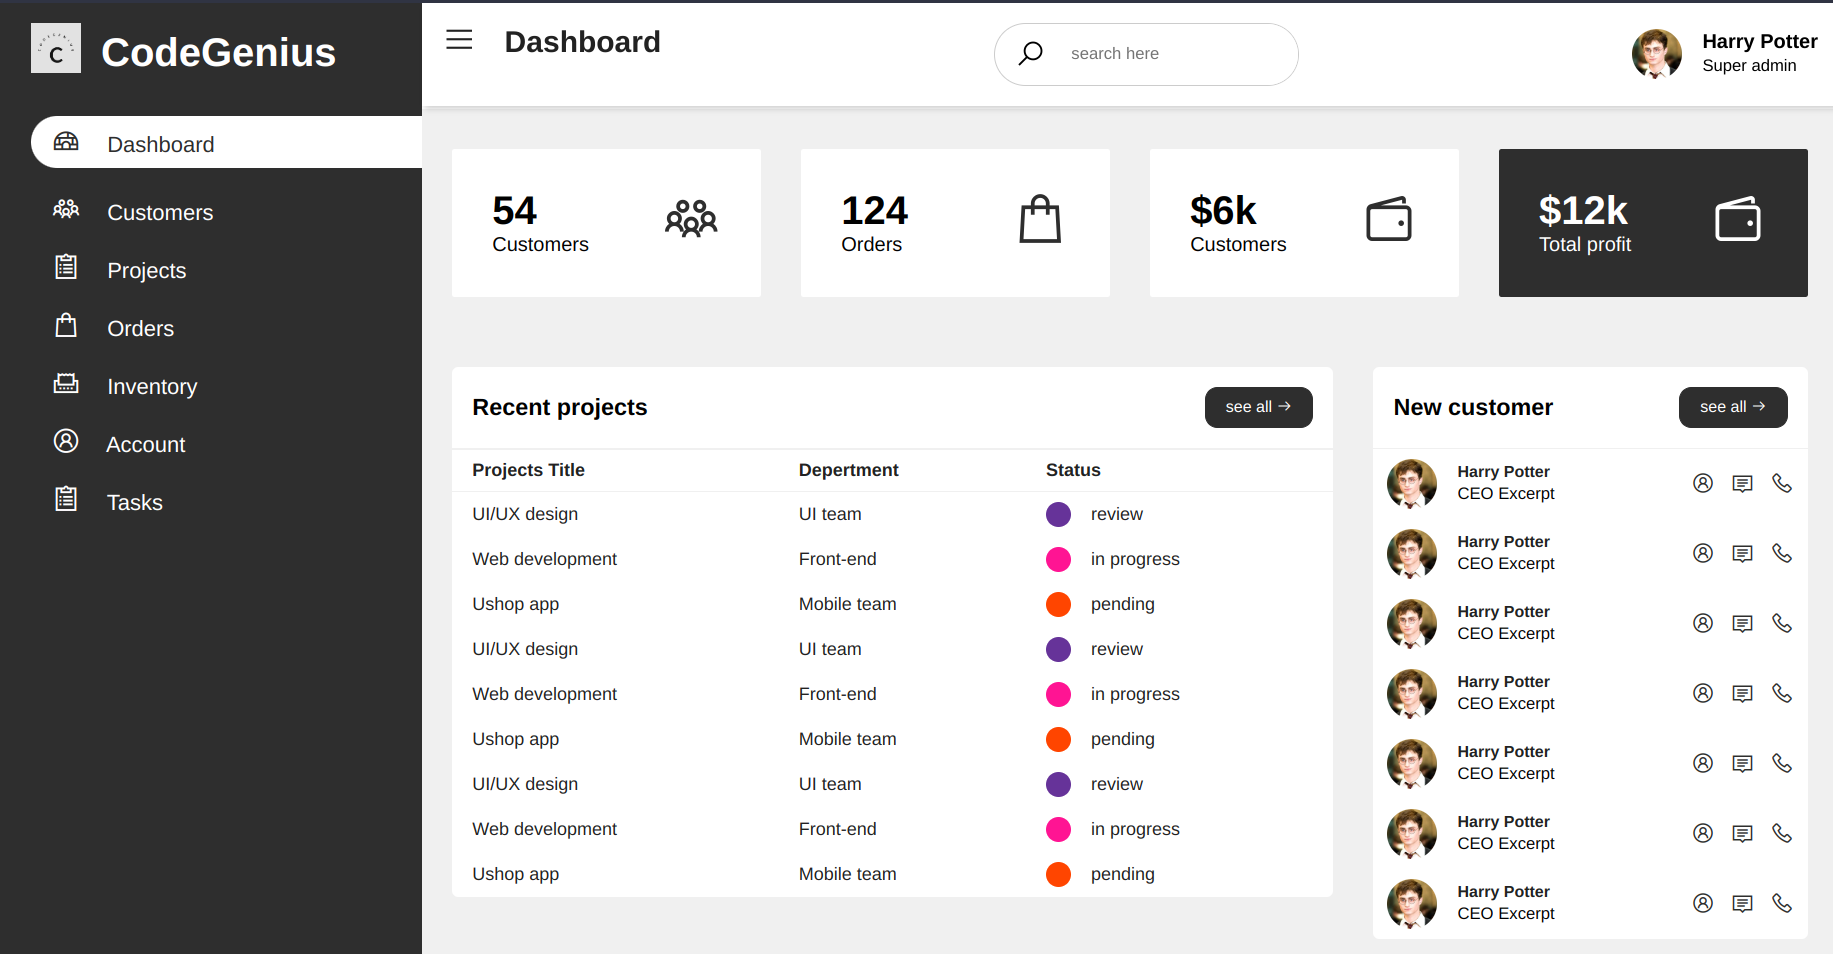 CodeGenius
Dashboard
Customers
Projects
Orders
Inventory
Account
Tasks
Dashboard
search here
Harry Potter
Super admin
54
Customers
124
Orders
$6k
Customers
$12k
Total profit
Recent projects
see all →
Projects Title Depertment Status
UI/UX design UI team review
Web development Front-end in progress
Ushop app Mobile team pending
UI/UX design UI team review
Web development Front-end in progress
Ushop app Mobile team pending
UI/UX design UI team review
Web development Front-end in progress
Ushop app Mobile team pending
New customer
see all →
Harry Potter
CEO Excerpt
Harry Potter
CEO Excerpt
Harry Potter
CEO Excerpt
Harry Potter
CEO Excerpt
Harry Potter
CEO Excerpt
Harry Potter
CEO Excerpt
Harry Potter
CEO Excerpt